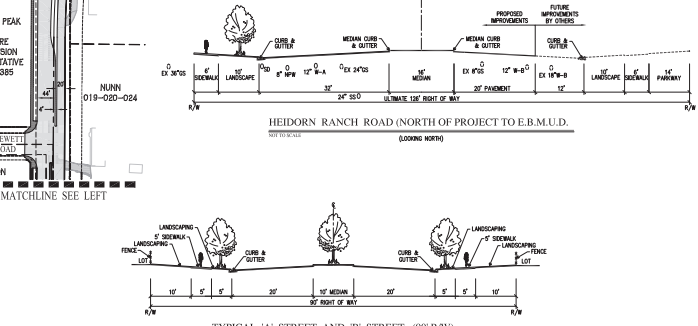 PEAK
385
20'
44'
4'
NUNN
019-020-024
MATCHLINE SEE LEFT
PROPOSED
IMPROVEMENTS
FUTURE
IMPROVEMENTS
BY OTHERS
CURB &
GUTTER
MEDIAN CURB
& GUTTER
MEDIAN CURB
& GUTTER
CURB &
GUTTER
EX 36"GS
6'
SIDEWALK
10'
LANDSCAPE
SD
8" NPW
12" W-A
EX 24"GS
16'
MEDIAN
EX 8"GS
12" W-B
EX 18"W-B
10'
LANDSCAPE
6'
SIDEWALK
14'
PARKWAY
32'
20' PAVEMENT
12'
24" SS
ULTIMATE 126' RIGHT OF WAY
R/W
R/W
HEIDORN RANCH ROAD (NORTH OF PROJECT TO E.B.M.U.D.
NOT TO SCALE
(LOOKING NORTH)
LANDSCAPING
5' SIDEWALK
LANDSCAPING
FENCE
LOT
CURB &
GUTTER
CURB &
GUTTER
LANDSCAPING
5' SIDEWALK
LANDSCAPING
FENCE
LOT
10'
5'
5'
20'
10' MEDIAN
20'
5'
5'
10'
90' RIGHT OF WAY
R/W
R/W